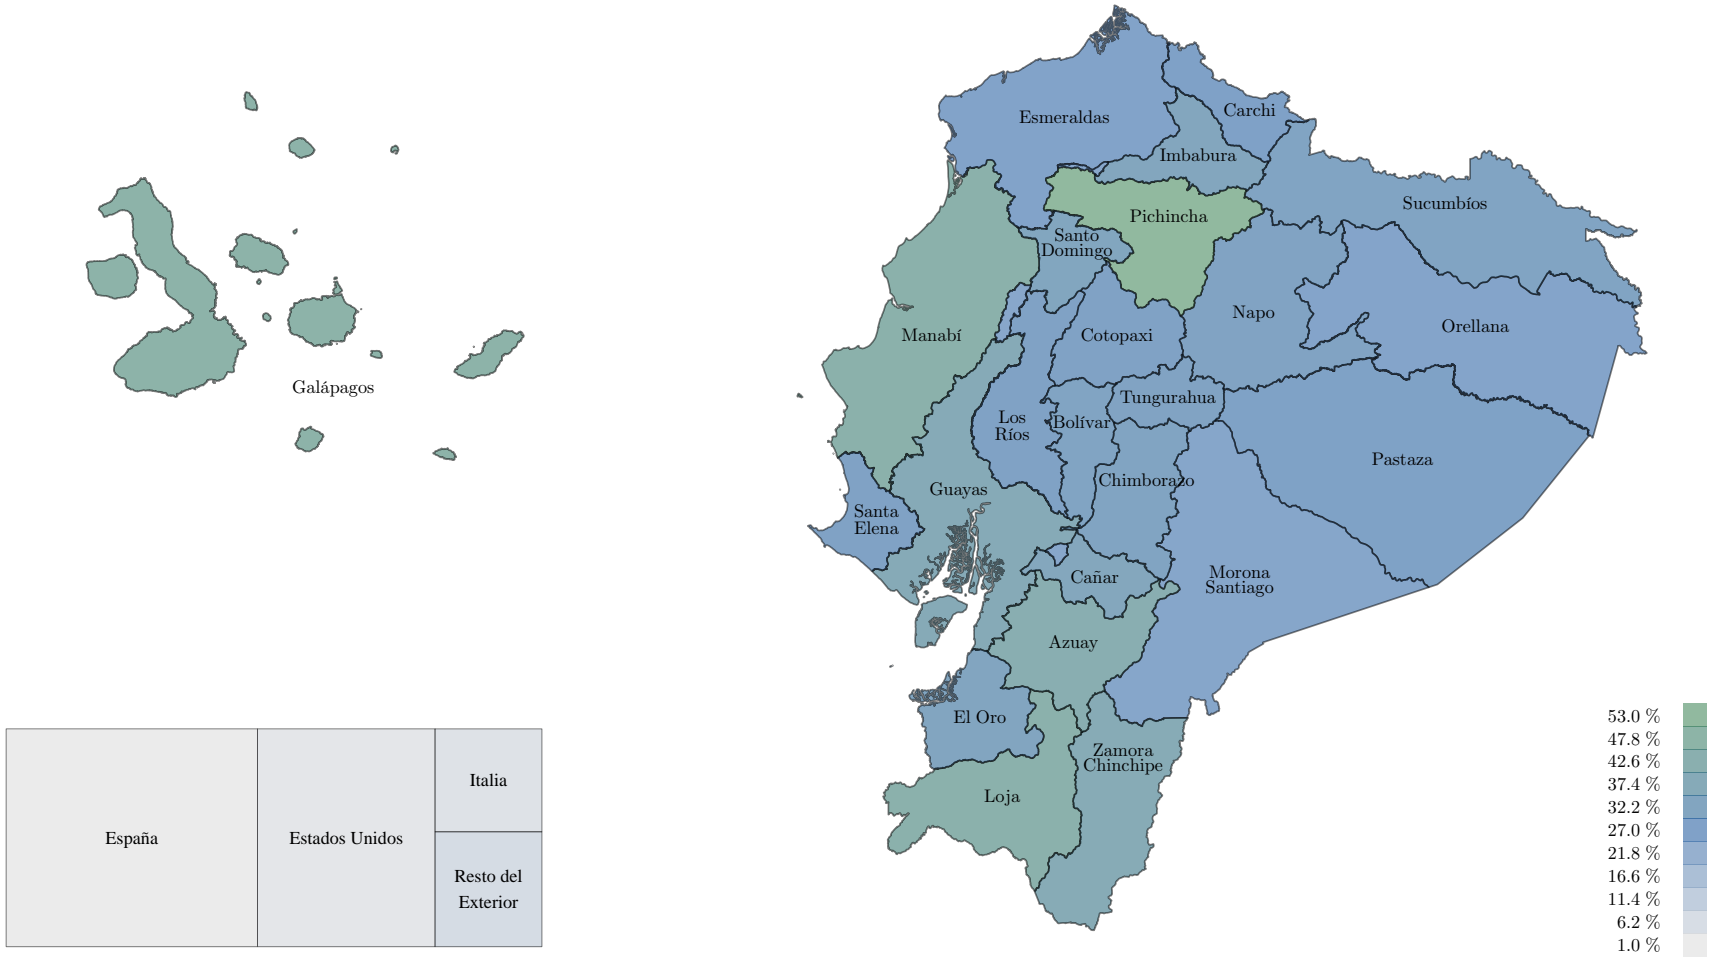 Esmeraldas
Carchi
Imbabura
Sucumbíos
Pichincha
Santo
Domingo
Napo
Orellana
Manabí
Cotopaxi
Galápagos
Tungurahua
Los
Ríos
Bolívar
Pastaza
Chimborazo
Guayas
Santa
Elena
Cañar
Morona
Santiago
Azuay
El Oro
Zamora
Chinchipe
Loja
España
Estados Unidos
Italia
Resto del
Exterior
53.0 %
47.8 %
42.6 %
37.4 %
32.2 %
27.0 %
21.8 %
16.6 %
11.4 %
6.2 %
1.0 %